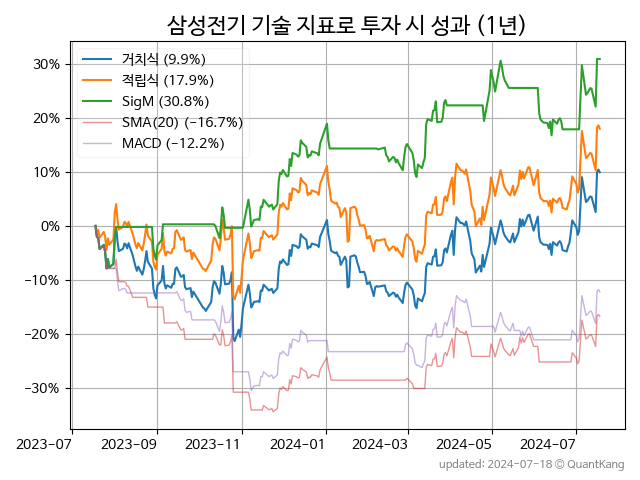 삼성전기 기술 지표로 투자 시 성과 (1년)
거치식 (9.9%)
적립식 (17.9%)
SigM (30.8%)
SMA(20) (−16.7%)
MACD (−12.2%)
30%
20%
10%
0%
−10%
−20%
−30%
2023-07 2023-09 2023-11 2024-01 2024-03 2024-05 2024-07
updated: 2024-07-18 © QuantKang